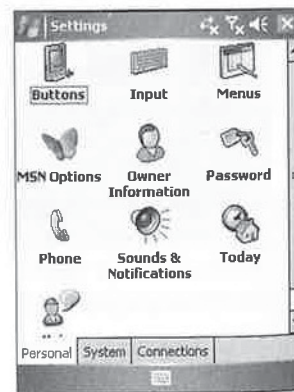 Settings
Buttons
Input
Menus
MSN Options
Owner
Information
Password
Phone
Sounds &
Notifications
Today
Personal
System
Connections